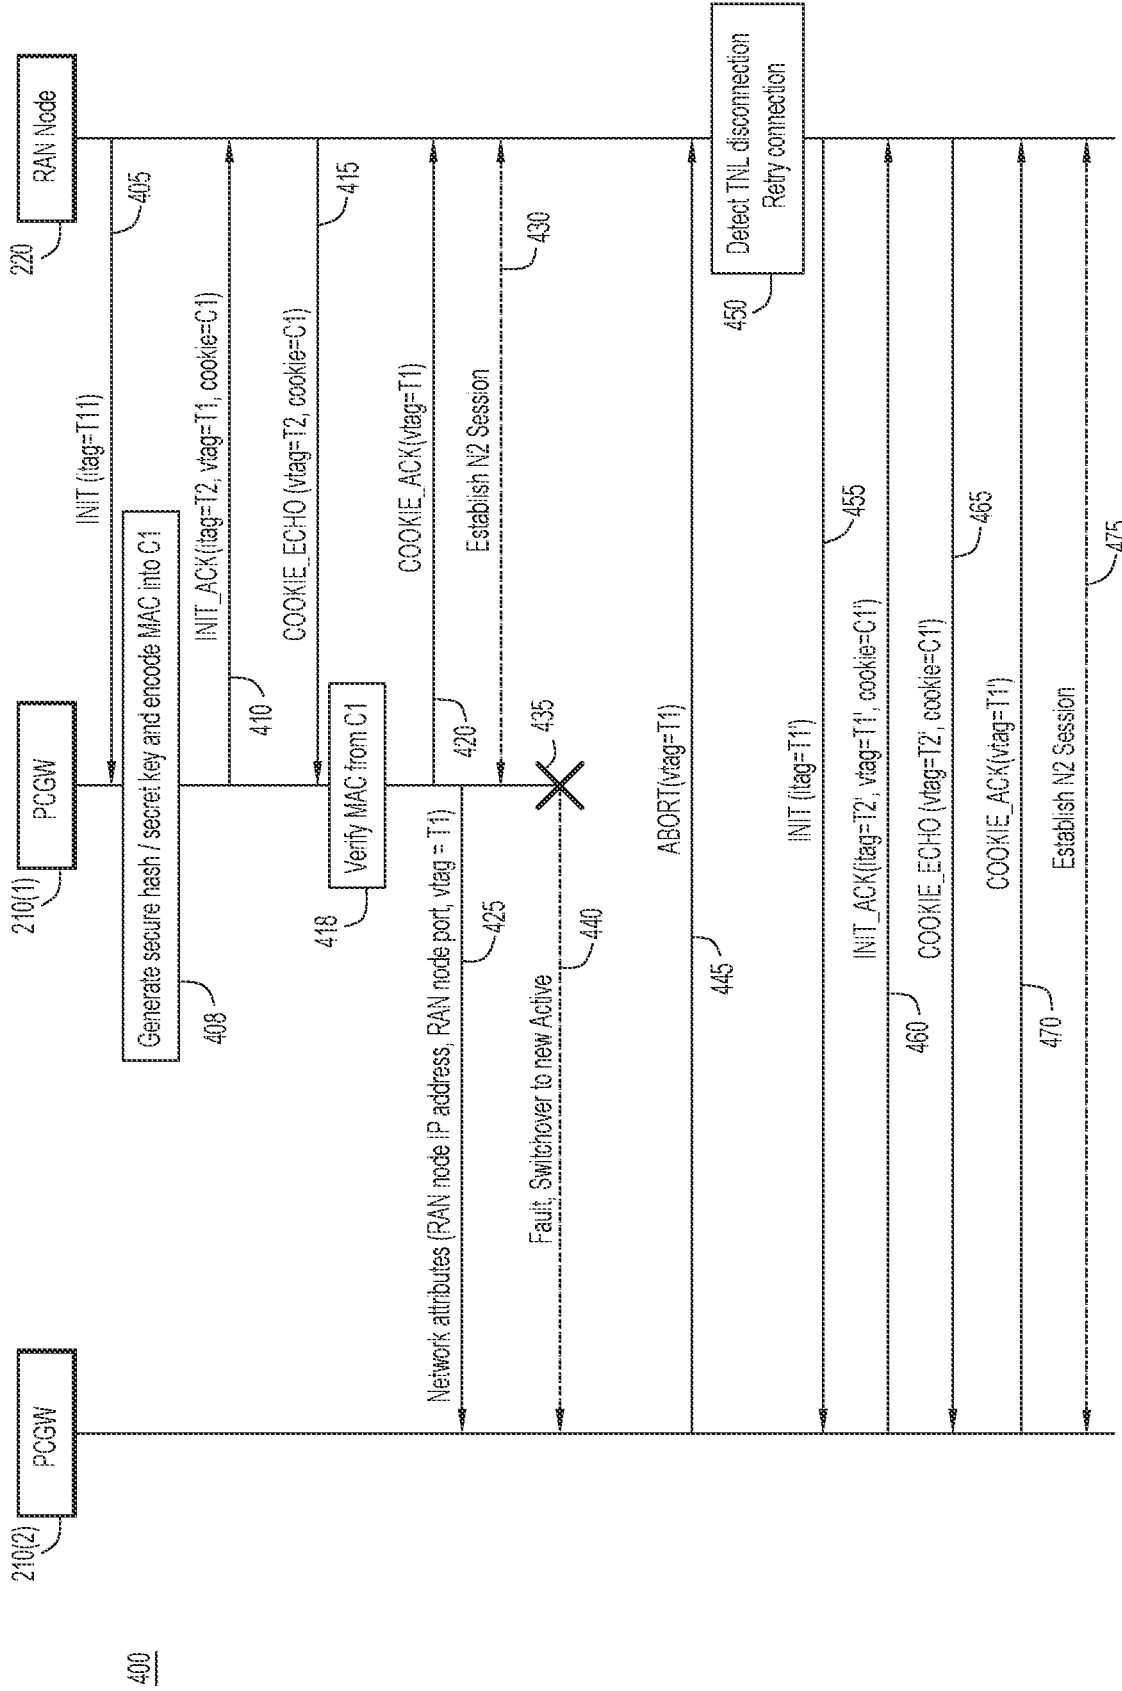 400
210(2)
PCGW
210(1)
PCGW
220
RAN Node
INIT (itag=T11)
405
Generate secure hash / secret key and encode MAC into C1
408
INIT_ACK(itag=T2, vtag=T1, cookie=C1)
410
COOKIE_ECHO (vtag=T2, cookie=C1)
415
Verify MAC from C1
418
COOKIE_ACK(vtag=T1)
420
Network attributes (RAN node IP address, RAN node port, vtag = T1)
425
Establish N2 Session
430
435
Fault, Switchover to new Active
440
ABORT(vtag=T1)
445
Detect TNL disconnection
Retry connection
450
INIT (itag=T1')
455
INIT_ACK(itag=T2', vtag=T1', cookie=C1')
460
COOKIE_ECHO (vtag=T2', cookie=C1')
465
COOKIE_ACK(vtag=T1')
470
Establish N2 Session
475